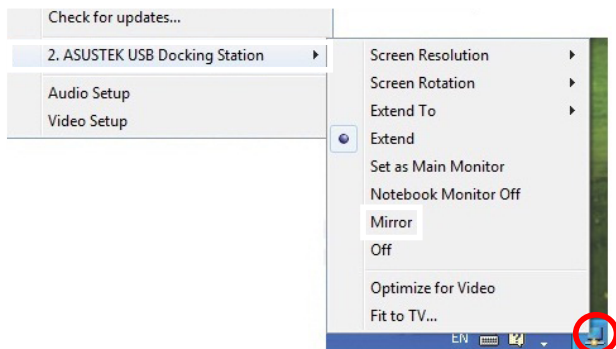 Check for updates...
2. ASUSTEK USB Docking Station
Audio Setup
Video Setup
Screen Resolution
Screen Rotation
Extend To
Extend
Set as Main Monitor
Notebook Monitor Off
Mirror
Off
Optimize for Video
Fit to TV...
EN